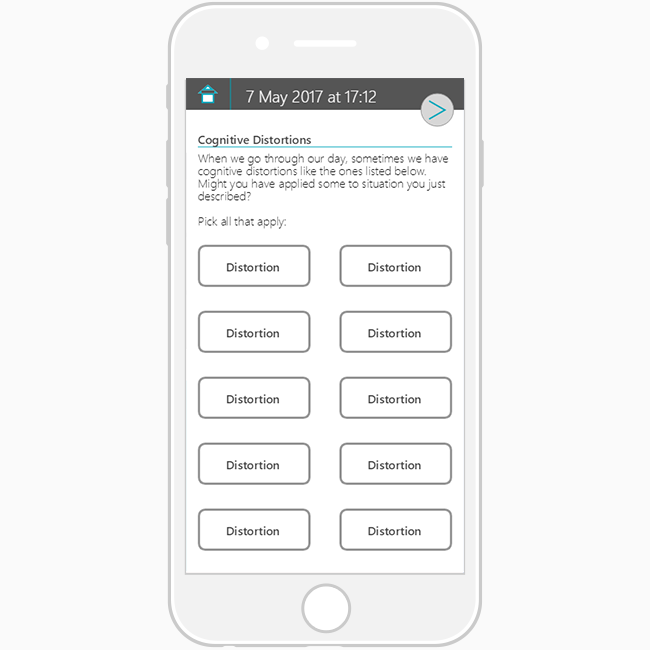 7 May 2017 at 17:12
Cognitive Distortions
When we go through our day, sometimes we have
cognitive distortions like the ones listed below.
Might you have applied some to situation you just
described?
Pick all that apply:
Distortion Distortion
Distortion Distortion
Distortion Distortion
Distortion Distortion
Distortion Distortion